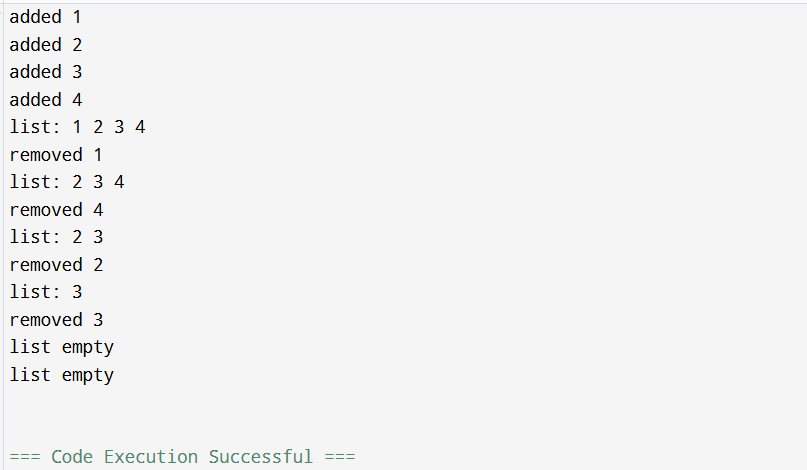 added 1
added 2
added 3
added 4
list: 1 2 3 4
removed 1
list: 2 3 4
removed 4
list: 2 3
removed 2
list: 3
removed 3
list empty
list empty
=== Code Execution Successful ===